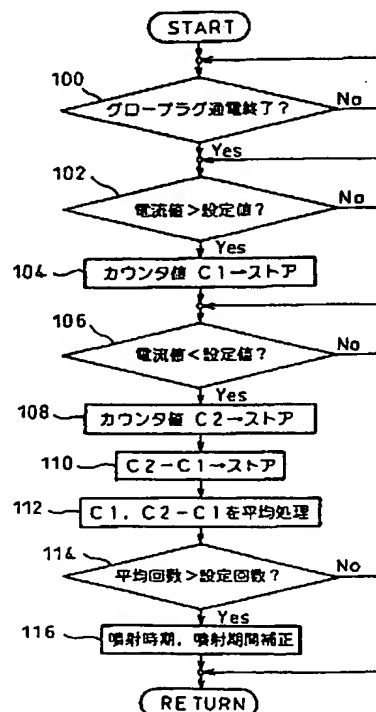 START
100
グロープラグ通電終了?
No
Yes
102
電流値>設定値?
No
Yes
104
カウンタ値 C1→ストア
106
電流値<設定値?
No
Yes
108
カウンタ値 C2→ストア
110
C2-C1→ストア
112
C1, C2-C1を平均処理
114
平均回数>設定回数?
No
Yes
116
噴射時期, 噴射期間補正
RETURN